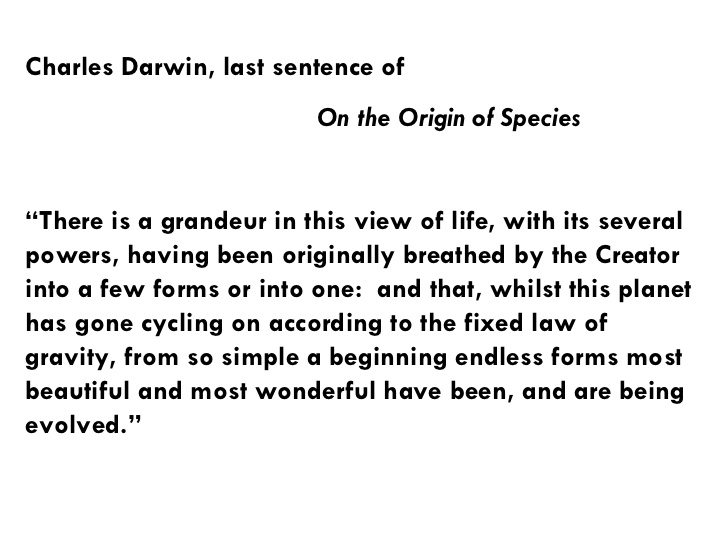 Charles Darwin, last sentence of
On the Origin of Species
“There is a grandeur in this view of life, with its several
powers, having been originally breathed by the Creator
into a few forms or into one:  and that, whilst this planet
has gone cycling on according to the fixed law of
gravity, from so simple a beginning endless forms most
beautiful and most wonderful have been, and are being
evolved.”